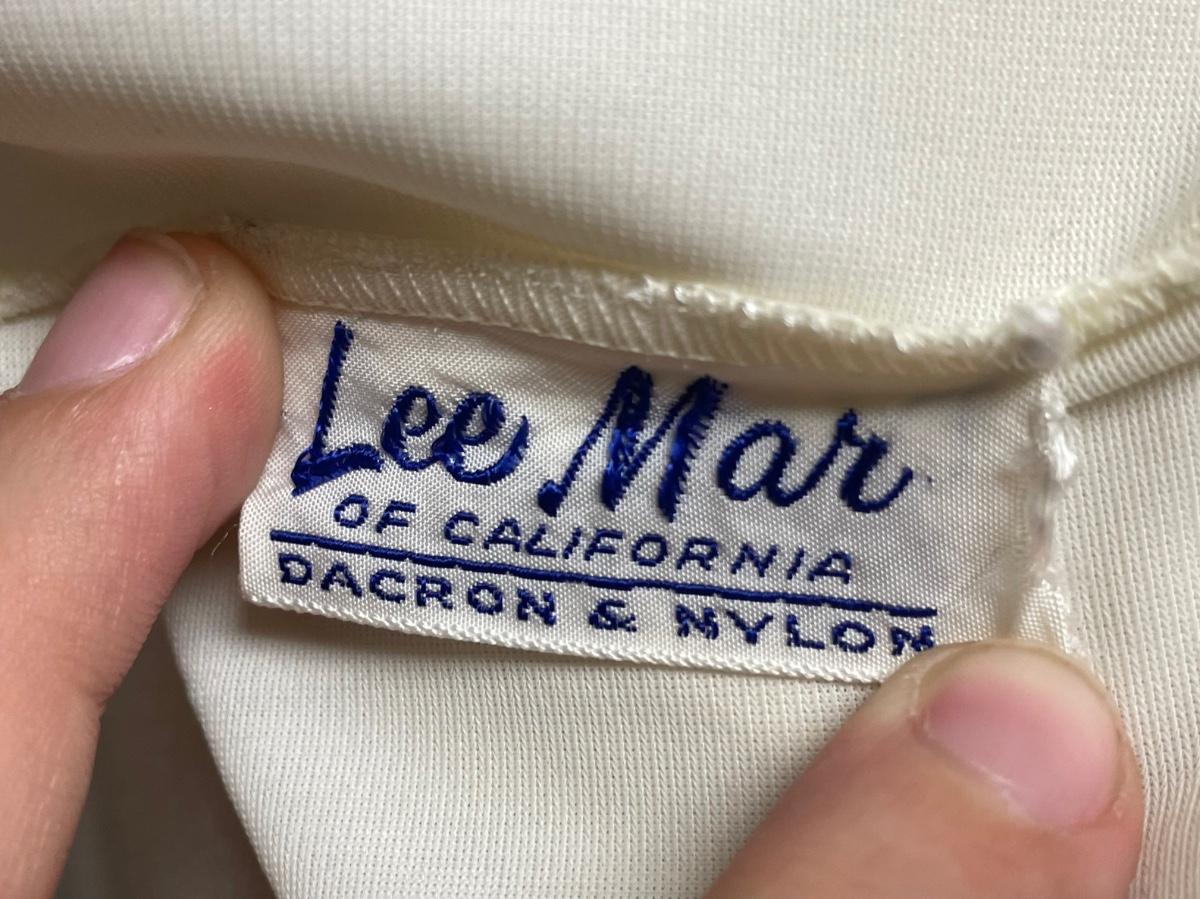 Lee Mar
OF CALIFORNIA
DACRON & NYLON